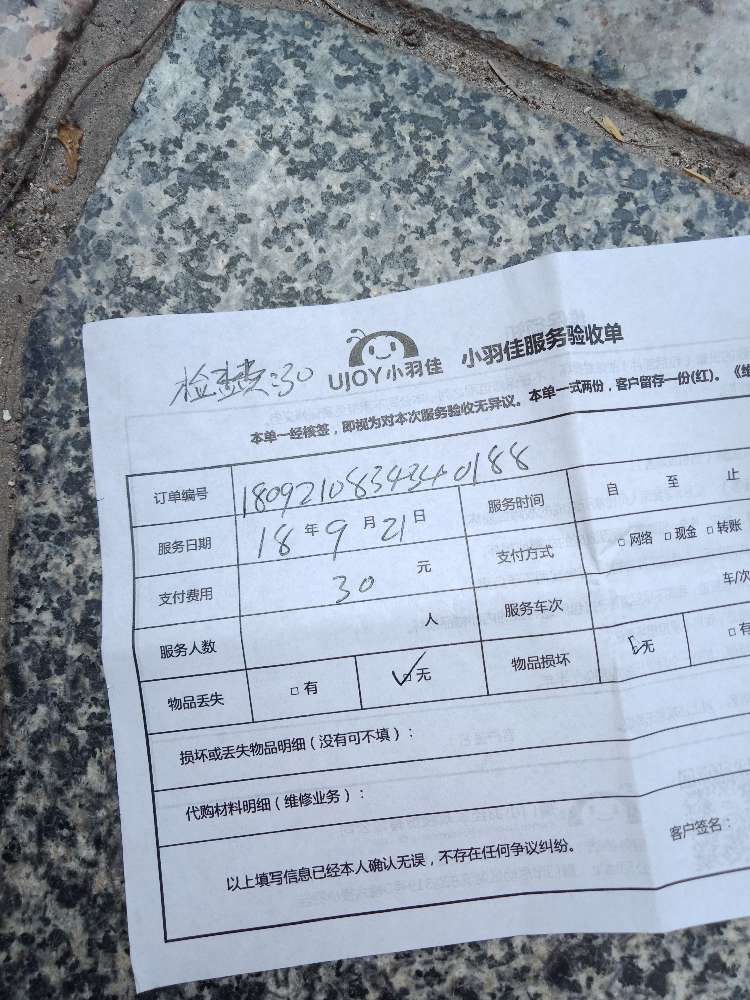 检查费:30
UJOY小羽佳 小羽佳服务验收单
本单一经核签，即视为对本次服务验收无异议。本单一式两份，客户留存一份(红)。《维
订单编号 18092108343440188 服务时间 自 至 止
服务日期 18年9月21日 支付方式 □网络 □现金 □转账
支付费用 30 元 服务车次 车/次
服务人数 人 物品损坏 无 □有
物品丢失 □有 ☑无
损坏或丢失物品明细（没有可不填）：
代购材料明细（维修业务）：
以上填写信息已经本人确认无误，不存在任何争议纠纷。 客户签名：